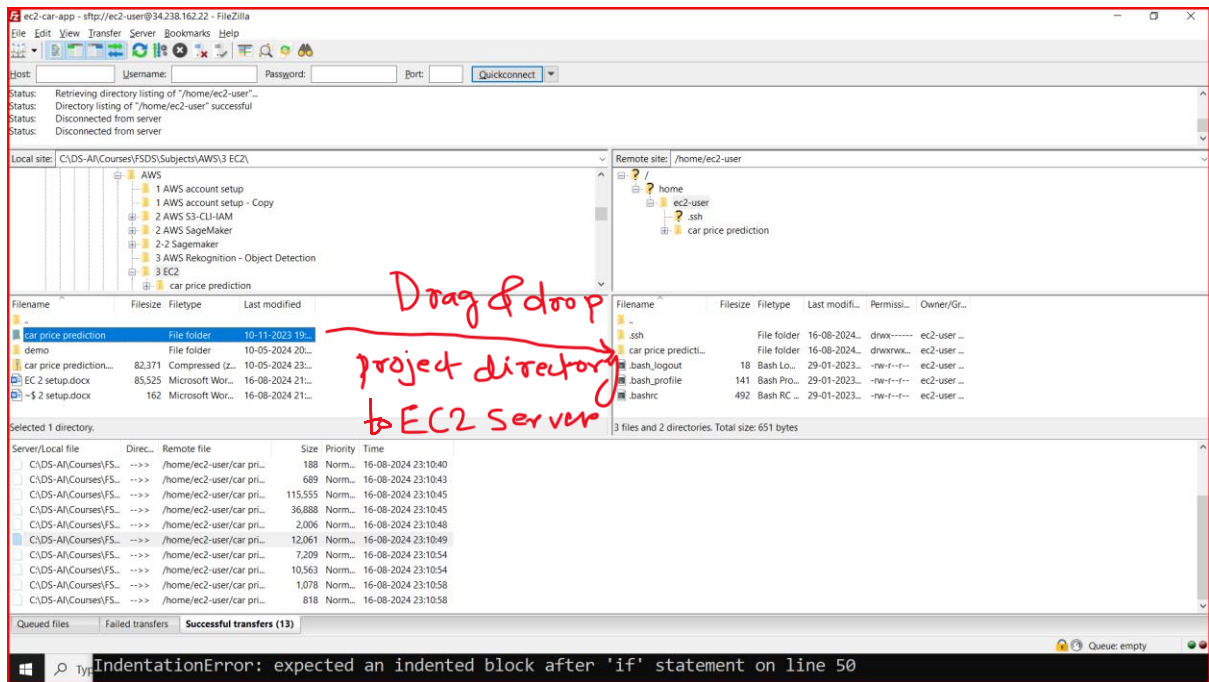 ec2-car-app - sftp://ec2-user@34.238.162.22 - FileZilla
File Edit View Transfer Server Bookmarks Help
Host: Username: Password: Port: Quickconnect
Status: Retrieving directory listing of "/home/ec2-user"...
Status: Directory listing of "/home/ec2-user" successful
Status: Disconnected from server
Status: Disconnected from server
Local site: C:\DS-AI\Courses\FSDS\Subjects\AWS\3 EC2\
AWS
1 AWS account setup
1 AWS account setup - Copy
2 AWS S3-CLI-IAM
2 AWS SageMaker
2-2 Sagemaker
3 AWS Rekognition - Object Detection
3 EC2
car price prediction
Remote site: /home/ec2-user
/
home
ec2-user
.ssh
car price prediction
Filename Filesize Filetype Last modified
..
car price prediction File folder 10-11-2023 19:...
demo File folder 10-05-2024 20:...
car price prediction.... 82,371 Compressed (z... 10-05-2024 23:...
EC 2 setup.docx 85,525 Microsoft Wor... 16-08-2024 21:...
~$ 2 setup.docx 162 Microsoft Wor... 16-08-2024 21:...
Selected 1 directory.
Drag & drop
project directory
to EC2 server
Filename Filesize Filetype Last modifi... Permissi... Owner/Gr...
..
.ssh File folder 16-08-2024... drwx------ ec2-user ...
car price predicti... File folder 16-08-2024... drwxrwx... ec2-user ...
.bash_logout 18 Bash Lo... 29-01-2023... -rw-r--r-- ec2-user ...
.bash_profile 141 Bash Pro... 29-01-2023... -rw-r--r-- ec2-user ...
.bashrc 492 Bash RC ... 29-01-2023... -rw-r--r-- ec2-user ...
3 files and 2 directories. Total size: 651 bytes
Server/Local file Direc... Remote file Size Priority Time
C:\DS-AI\Courses\FS... -->> /home/ec2-user/car pri... 188 Norm... 16-08-2024 23:10:40
C:\DS-AI\Courses\FS... -->> /home/ec2-user/car pri... 689 Norm... 16-08-2024 23:10:43
C:\DS-AI\Courses\FS... -->> /home/ec2-user/car pri... 115,555 Norm... 16-08-2024 23:10:45
C:\DS-AI\Courses\FS... -->> /home/ec2-user/car pri... 36,888 Norm... 16-08-2024 23:10:45
C:\DS-AI\Courses\FS... -->> /home/ec2-user/car pri... 2,006 Norm... 16-08-2024 23:10:48
C:\DS-AI\Courses\FS... -->> /home/ec2-user/car pri... 12,061 Norm... 16-08-2024 23:10:49
C:\DS-AI\Courses\FS... -->> /home/ec2-user/car pri... 7,209 Norm... 16-08-2024 23:10:54
C:\DS-AI\Courses\FS... -->> /home/ec2-user/car pri... 10,563 Norm... 16-08-2024 23:10:54
C:\DS-AI\Courses\FS... -->> /home/ec2-user/car pri... 1,078 Norm... 16-08-2024 23:10:58
C:\DS-AI\Courses\FS... -->> /home/ec2-user/car pri... 818 Norm... 16-08-2024 23:10:58
Queued files Failed transfers Successful transfers (13)
Queue: empty
Typ
IndentationError: expected an indented block after 'if' statement on line 50